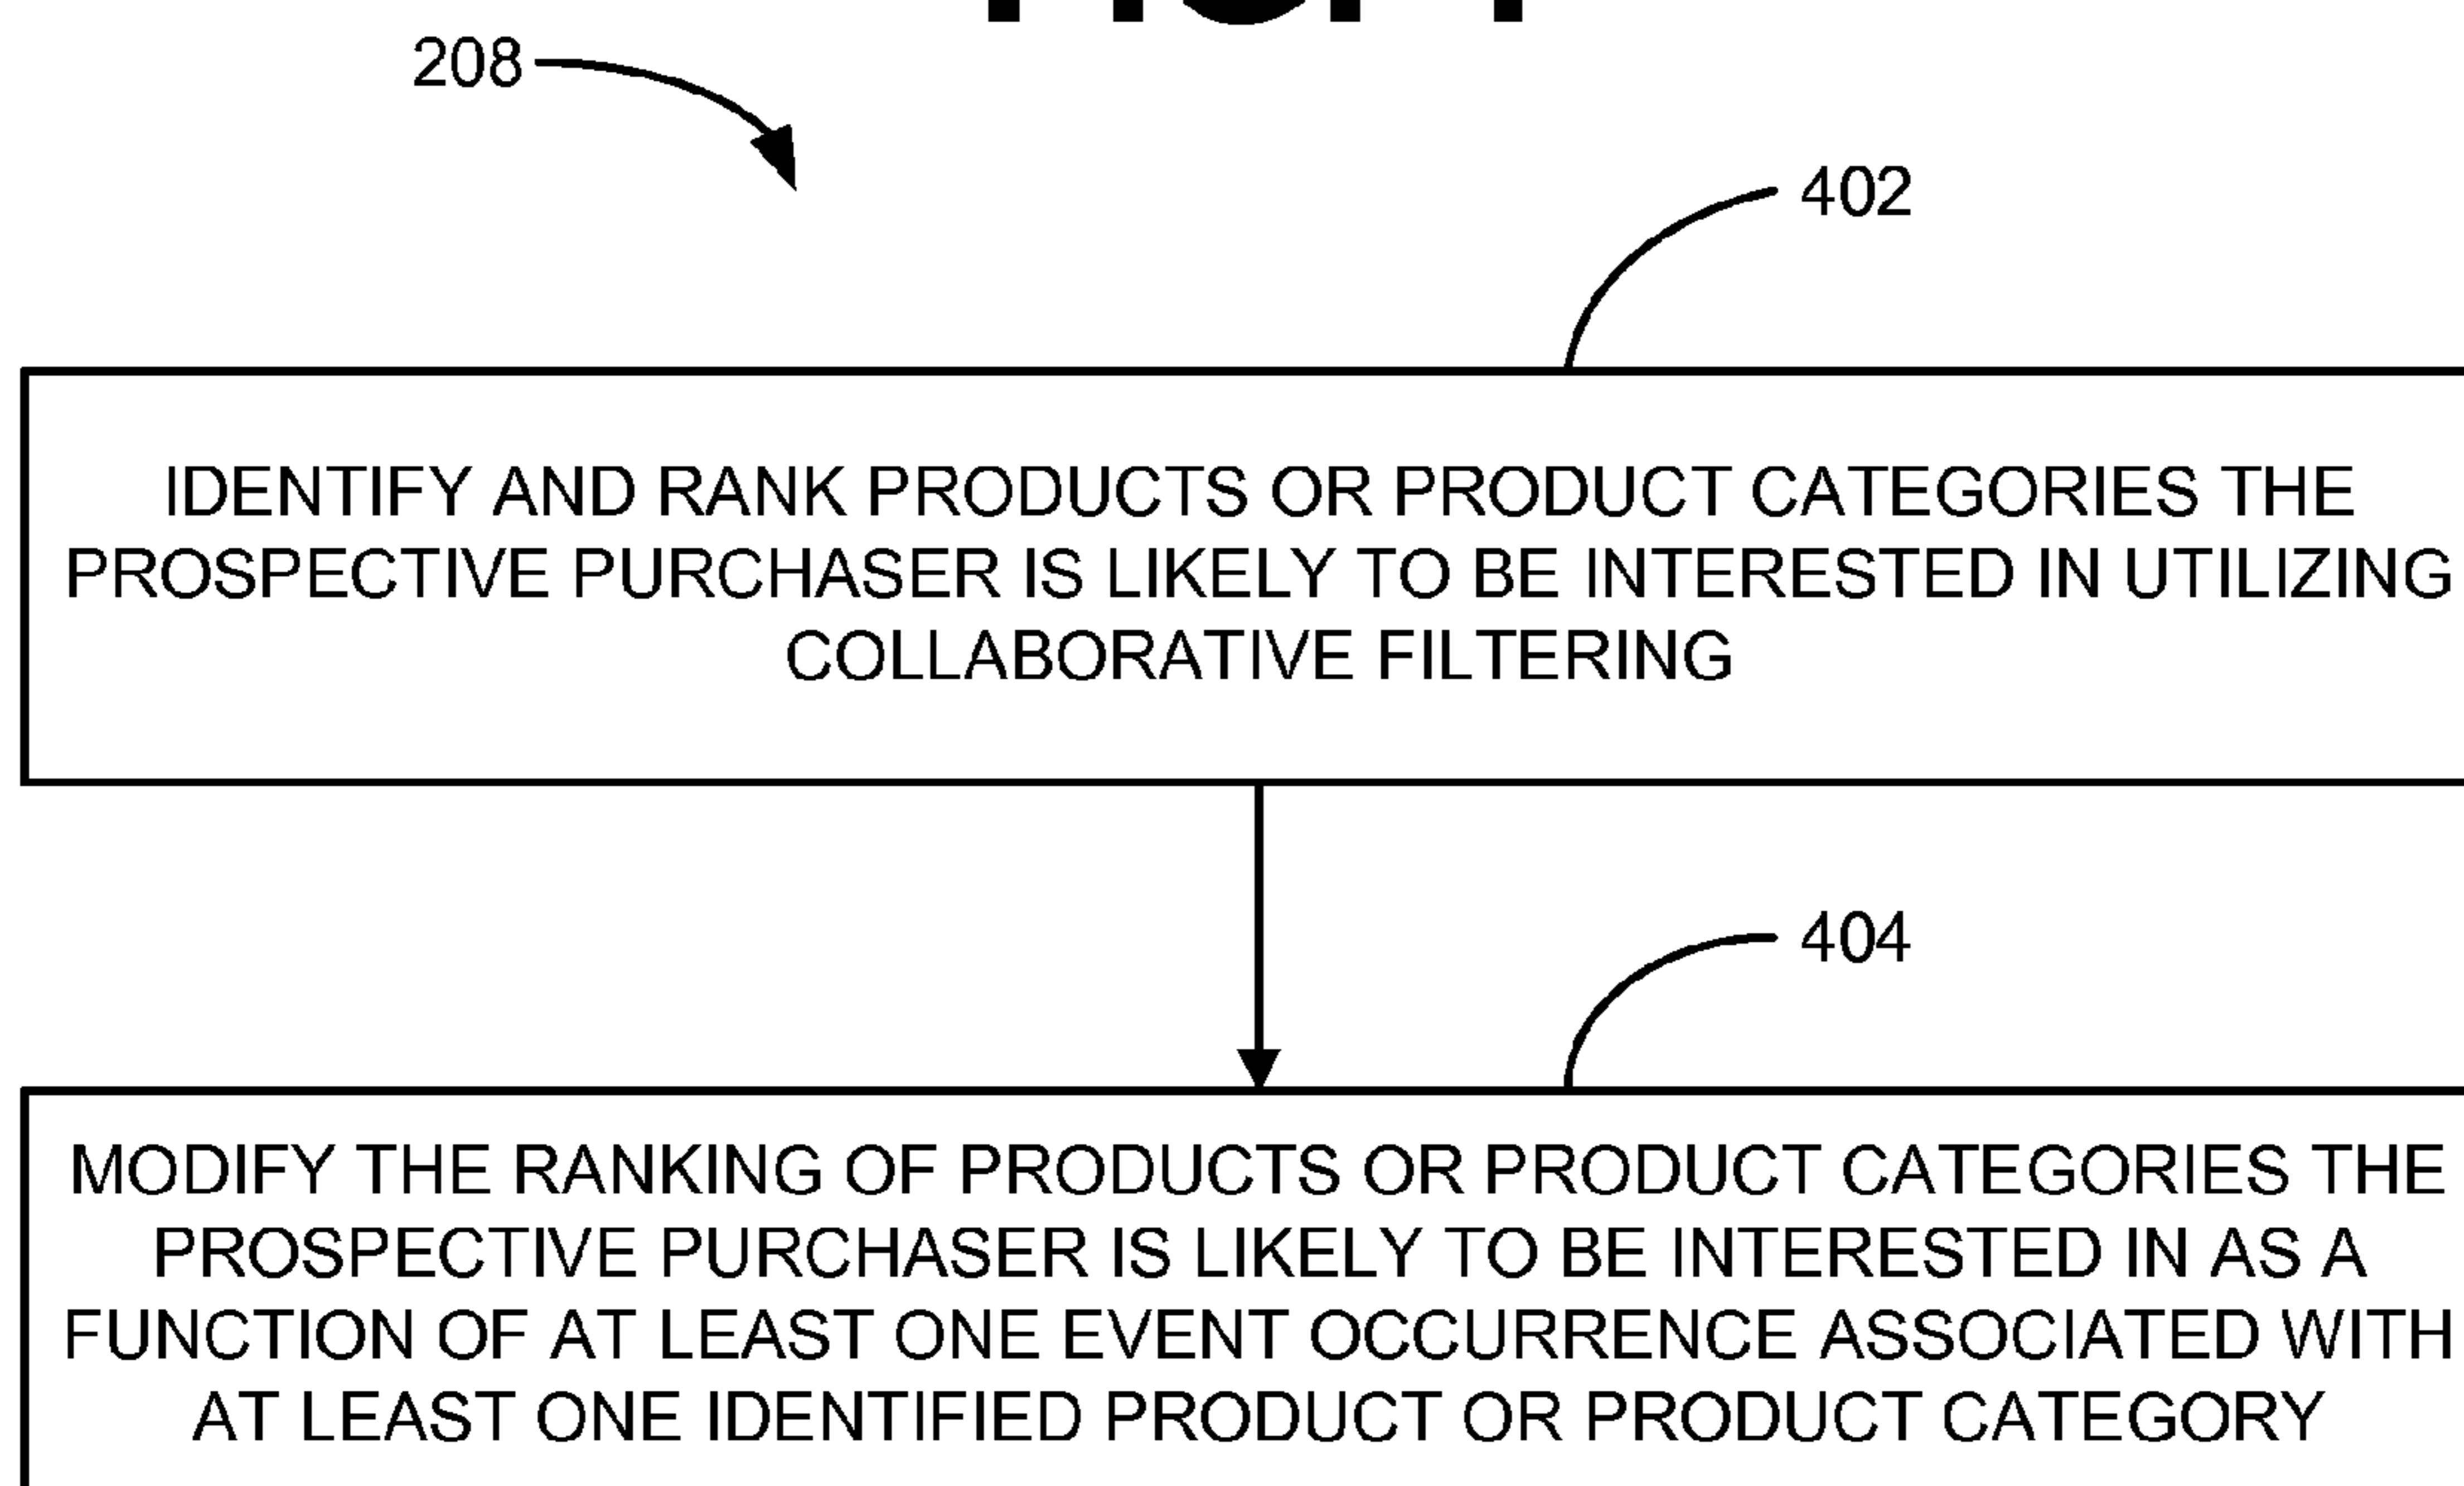 208
402
IDENTIFY AND RANK PRODUCTS OR PRODUCT CATEGORIES THE
PROSPECTIVE PURCHASER IS LIKELY TO BE INTERESTED IN UTILIZING
COLLABORATIVE FILTERING
404
MODIFY THE RANKING OF PRODUCTS OR PRODUCT CATEGORIES THE
PROSPECTIVE PURCHASER IS LIKELY TO BE INTERESTED IN AS A
FUNCTION OF AT LEAST ONE EVENT OCCURRENCE ASSOCIATED WITH
AT LEAST ONE IDENTIFIED PRODUCT OR PRODUCT CATEGORY